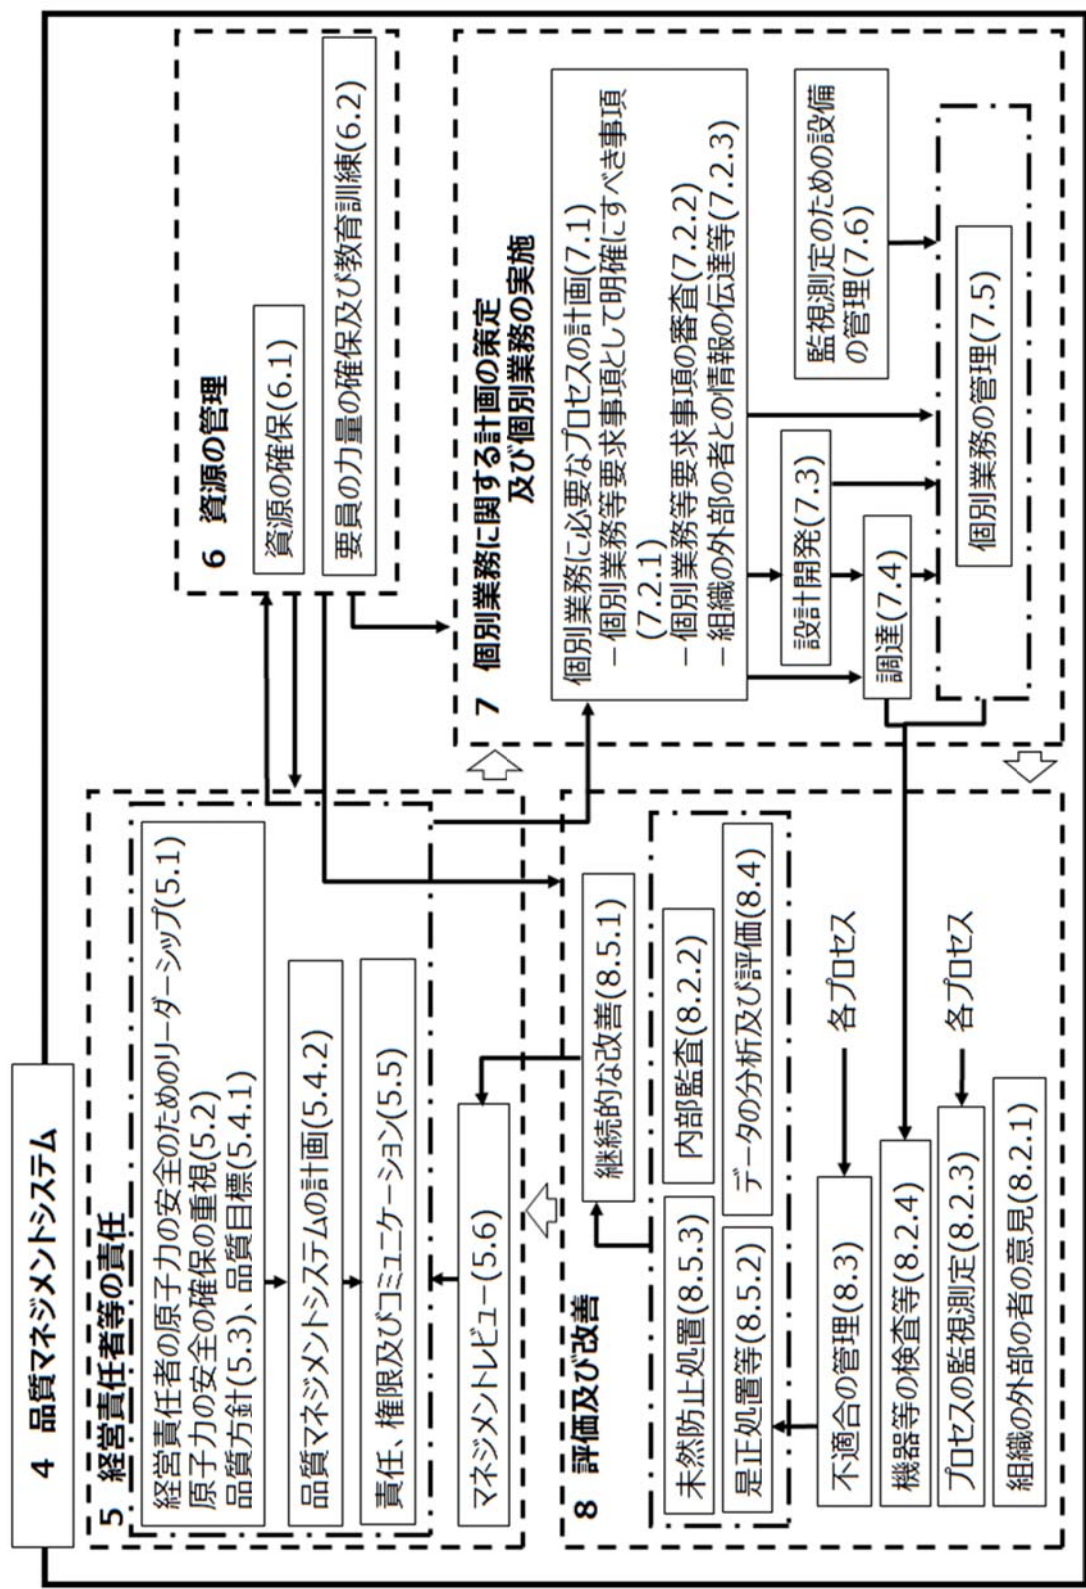 4 品質マネジメントシステム
5 経営責任者等の責任
経営責任者の原子力の安全のためのリーダーシップ(5.1)
原子力の安全の確保の重視(5.2)
品質方針(5.3)、品質目標(5.4.1)
品質マネジメントシステムの計画(5.4.2)
責任、権限及びコミュニケーション(5.5)
マネジメントレビュー(5.6)
6 資源の管理
資源の確保(6.1)
要員の力量の確保及び教育訓練(6.2)
7 個別業務に関する計画の策定
及び個別業務の実施
個別業務に必要なプロセスの計画(7.1)
－個別業務等要求事項として明確にすべき事項
(7.2.1)
－個別業務等要求事項の審査(7.2.2)
－組織の外部の者との情報の伝達等(7.2.3)
設計開発(7.3)
調達(7.4)
監視測定のための設備
の管理(7.6)
個別業務の管理(7.5)
8 評価及び改善
継続的な改善(8.5.1)
未然防止処置(8.5.3)
内部監査(8.2.2)
是正処置等(8.5.2)
データの分析及び評価(8.4)
不適合の管理(8.3)
各プロセス
機器等の検査等(8.2.4)
プロセスの監視測定(8.2.3)
各プロセス
組織の外部の者の意見(8.2.1)